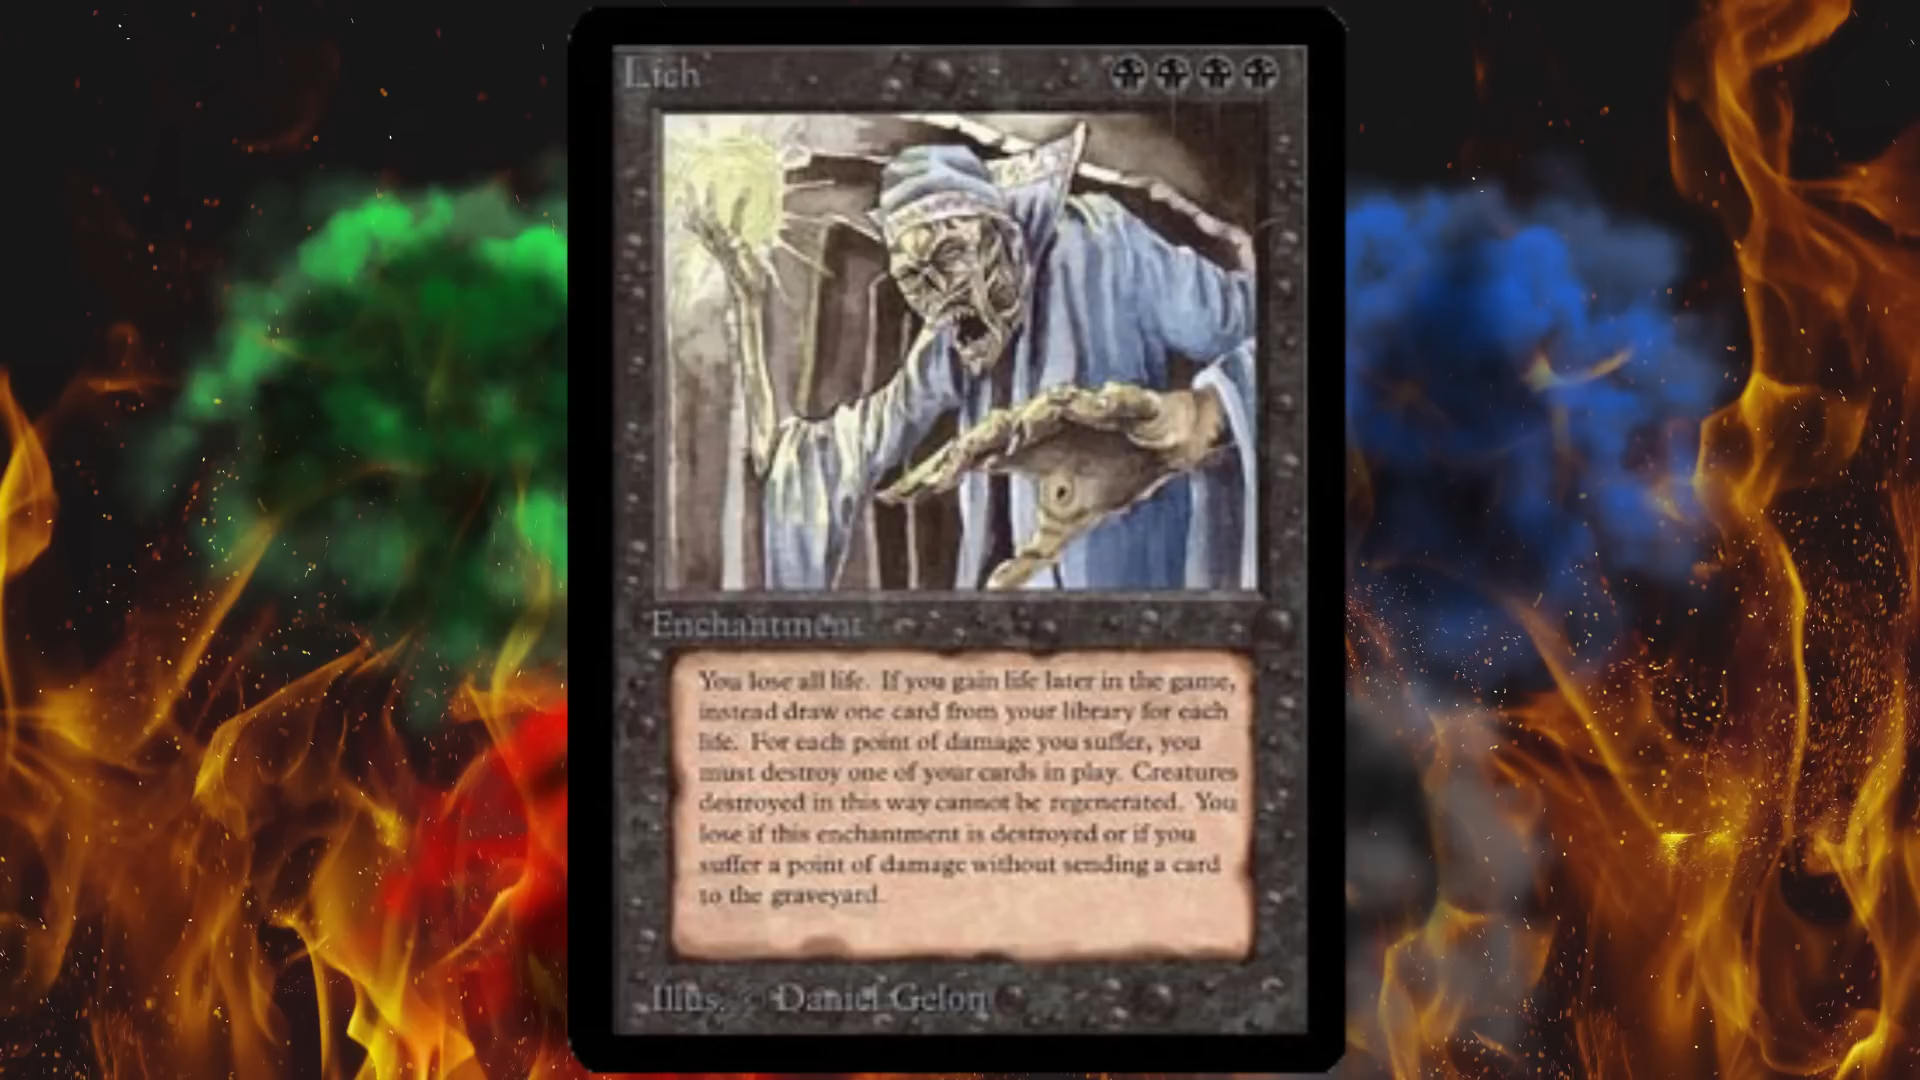 Lich
Enchantment
You lose all life. If you gain life later in the game,
instead draw one card from your library for each
life. For each point of damage you suffer, you
must destroy one of your cards in play. Creatures
destroyed in this way cannot be regenerated. You
lose if this enchantment is destroyed or if you
suffer a point of damage without sending a card
to the graveyard.
Illus. Daniel Gelon